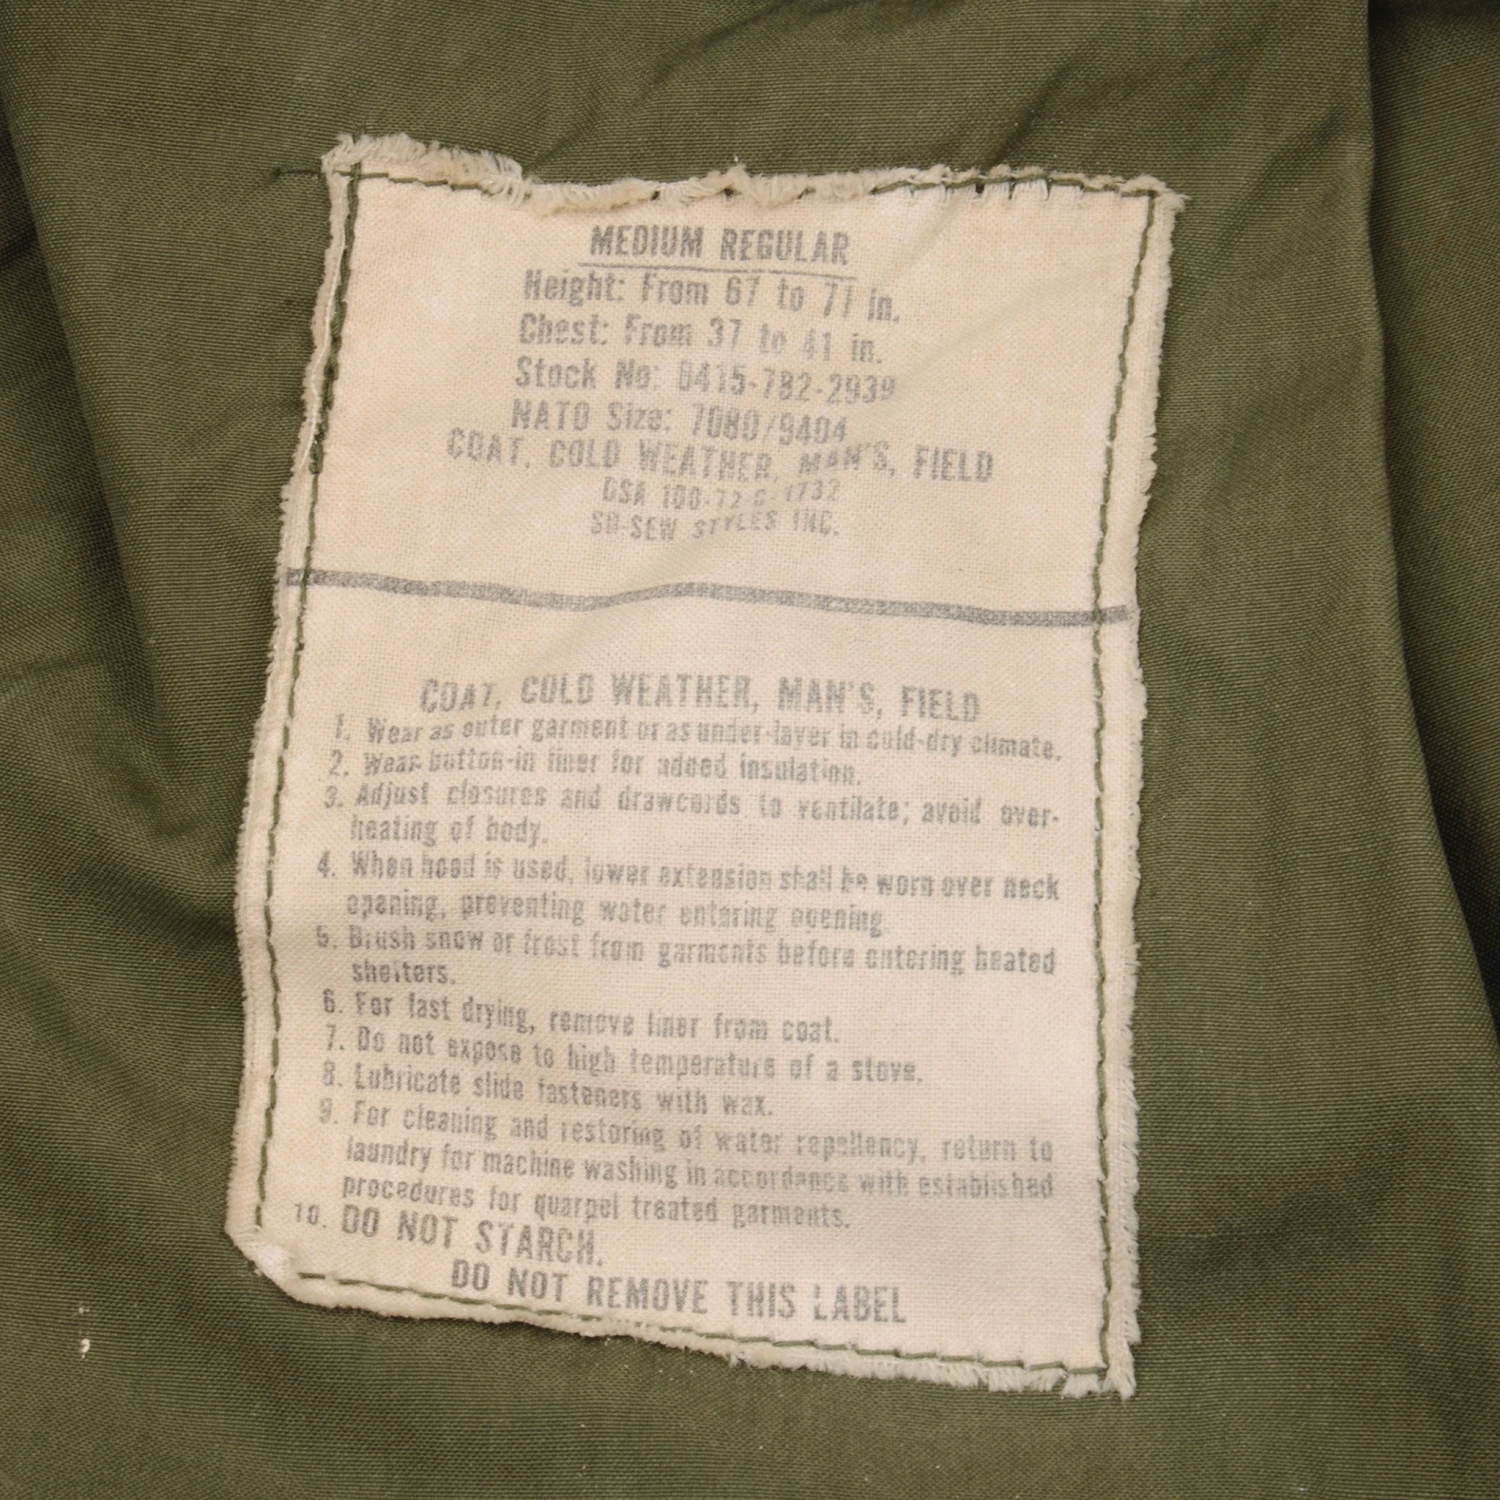 MEDIUM REGULAR
Height: From 67 to 71 in.
Chest: From 37 to 41 in.
Stock No: 8415-782-2939
NATO Size: 7080/9404
COAT, COLD WEATHER, MAN'S, FIELD
DSA 100-72-C-1732
SO-SEW STYLES INC.
COAT, COLD WEATHER, MAN'S, FIELD
1. Wear as outer garment or as under-layer in cold-dry climate.
2. Wear button-in liner for added insulation.
3. Adjust closures and drawcords to ventilate; avoid over-
heating of body.
4. When hood is used, lower extension shall be worn over neck
opening, preventing water entering opening
5. Brush snow or frost from garments before entering heated
shelters.
6. For fast drying, remove liner from coat.
7. Do not expose to high temperature of a stove.
8. Lubricate slide fasteners with wax.
9. For cleaning and restoring of water repellency, return to
laundry for machine washing in accordance with established
procedures for quarpel treated garments.
10. DO NOT STARCH.
DO NOT REMOVE THIS LABEL